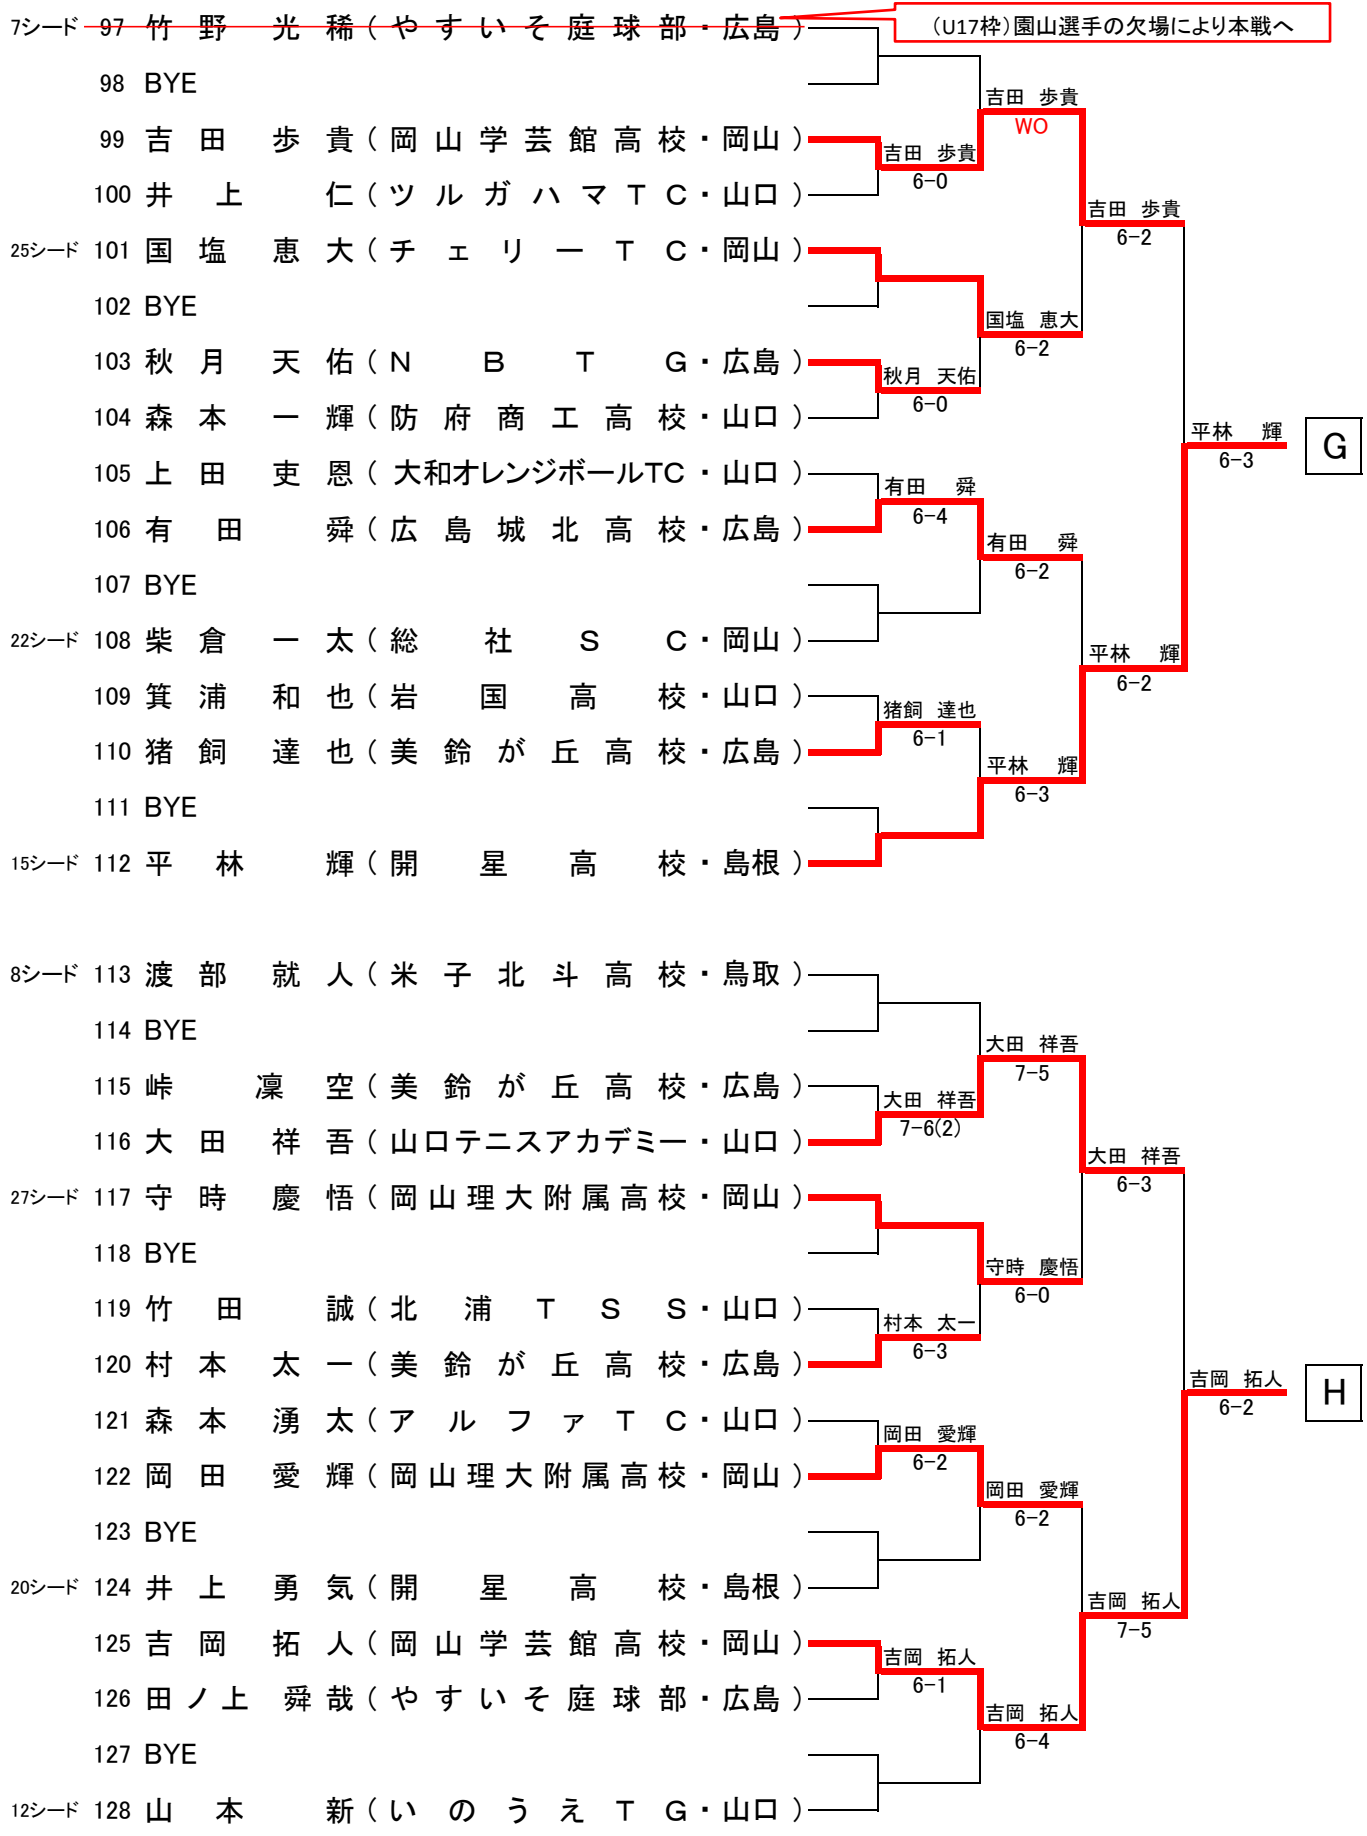 7シード 97 竹野 光稀(やすいそ庭球部・広島)
(U17枠)園山選手の欠場により本戦へ
98 BYE
吉田 歩貴
WO
99 吉田 歩貴(岡山学芸館高校・岡山)
吉田 歩貴
6-0
100 井上 仁(ツルガハマTC・山口)
吉田 歩貴
6-2
25シード 101 国塩 恵大(チェリーTC・岡山)
102 BYE
国塩 恵大
6-2
103 秋月 天佑(NBTG・広島)
秋月 天佑
6-0
104 森本 一輝(防府商工高校・山口)
平林 輝
6-3
G
105 上田 吏恩(大和オレンジボールTC・山口)
有田 舜
6-4
106 有田 舜(広島城北高校・広島)
有田 舜
6-2
107 BYE
22シード 108 柴倉 一太(総社SC・岡山)
平林 輝
6-2
109 箕浦 和也(岩国高校・山口)
猪飼 達也
6-1
110 猪飼 達也(美鈴が丘高校・広島)
平林 輝
6-3
111 BYE
15シード 112 平林 輝(開星高校・島根)
8シード 113 渡部 就人(米子北斗高校・鳥取)
114 BYE
大田 祥吾
7-5
115 峠 凜空(美鈴が丘高校・広島)
大田 祥吾
7-6(2)
116 大田 祥吾(山口テニスアカデミー・山口)
大田 祥吾
6-3
27シード 117 守時 慶悟(岡山理大附属高校・岡山)
118 BYE
守時 慶悟
6-0
119 竹田 誠(北浦TSS・山口)
村本 太一
6-3
120 村本 太一(美鈴が丘高校・広島)
吉岡 拓人
6-2
H
121 森本 湧太(アルファTC・山口)
岡田 愛輝
6-2
122 岡田 愛輝(岡山理大附属高校・岡山)
岡田 愛輝
6-2
123 BYE
20シード 124 井上 勇気(開星高校・島根)
吉岡 拓人
7-5
125 吉岡 拓人(岡山学芸館高校・岡山)
吉岡 拓人
6-1
126 田ノ上 舜哉(やすいそ庭球部・広島)
吉岡 拓人
6-4
127 BYE
12シード 128 山本 新(いのうえTG・山口)